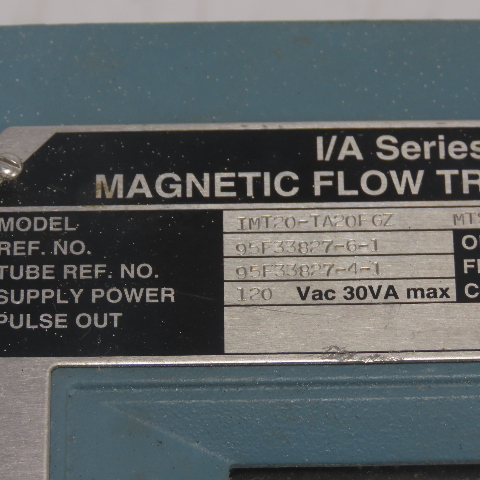 I/A Series
MAGNETIC FLOW TR
MODEL IMT20-TA20FGZ MTS
REF. NO. 95F33827-6-1
TUBE REF. NO. 95F33827-4-1
SUPPLY POWER 120 Vac 30VA max
PULSE OUT